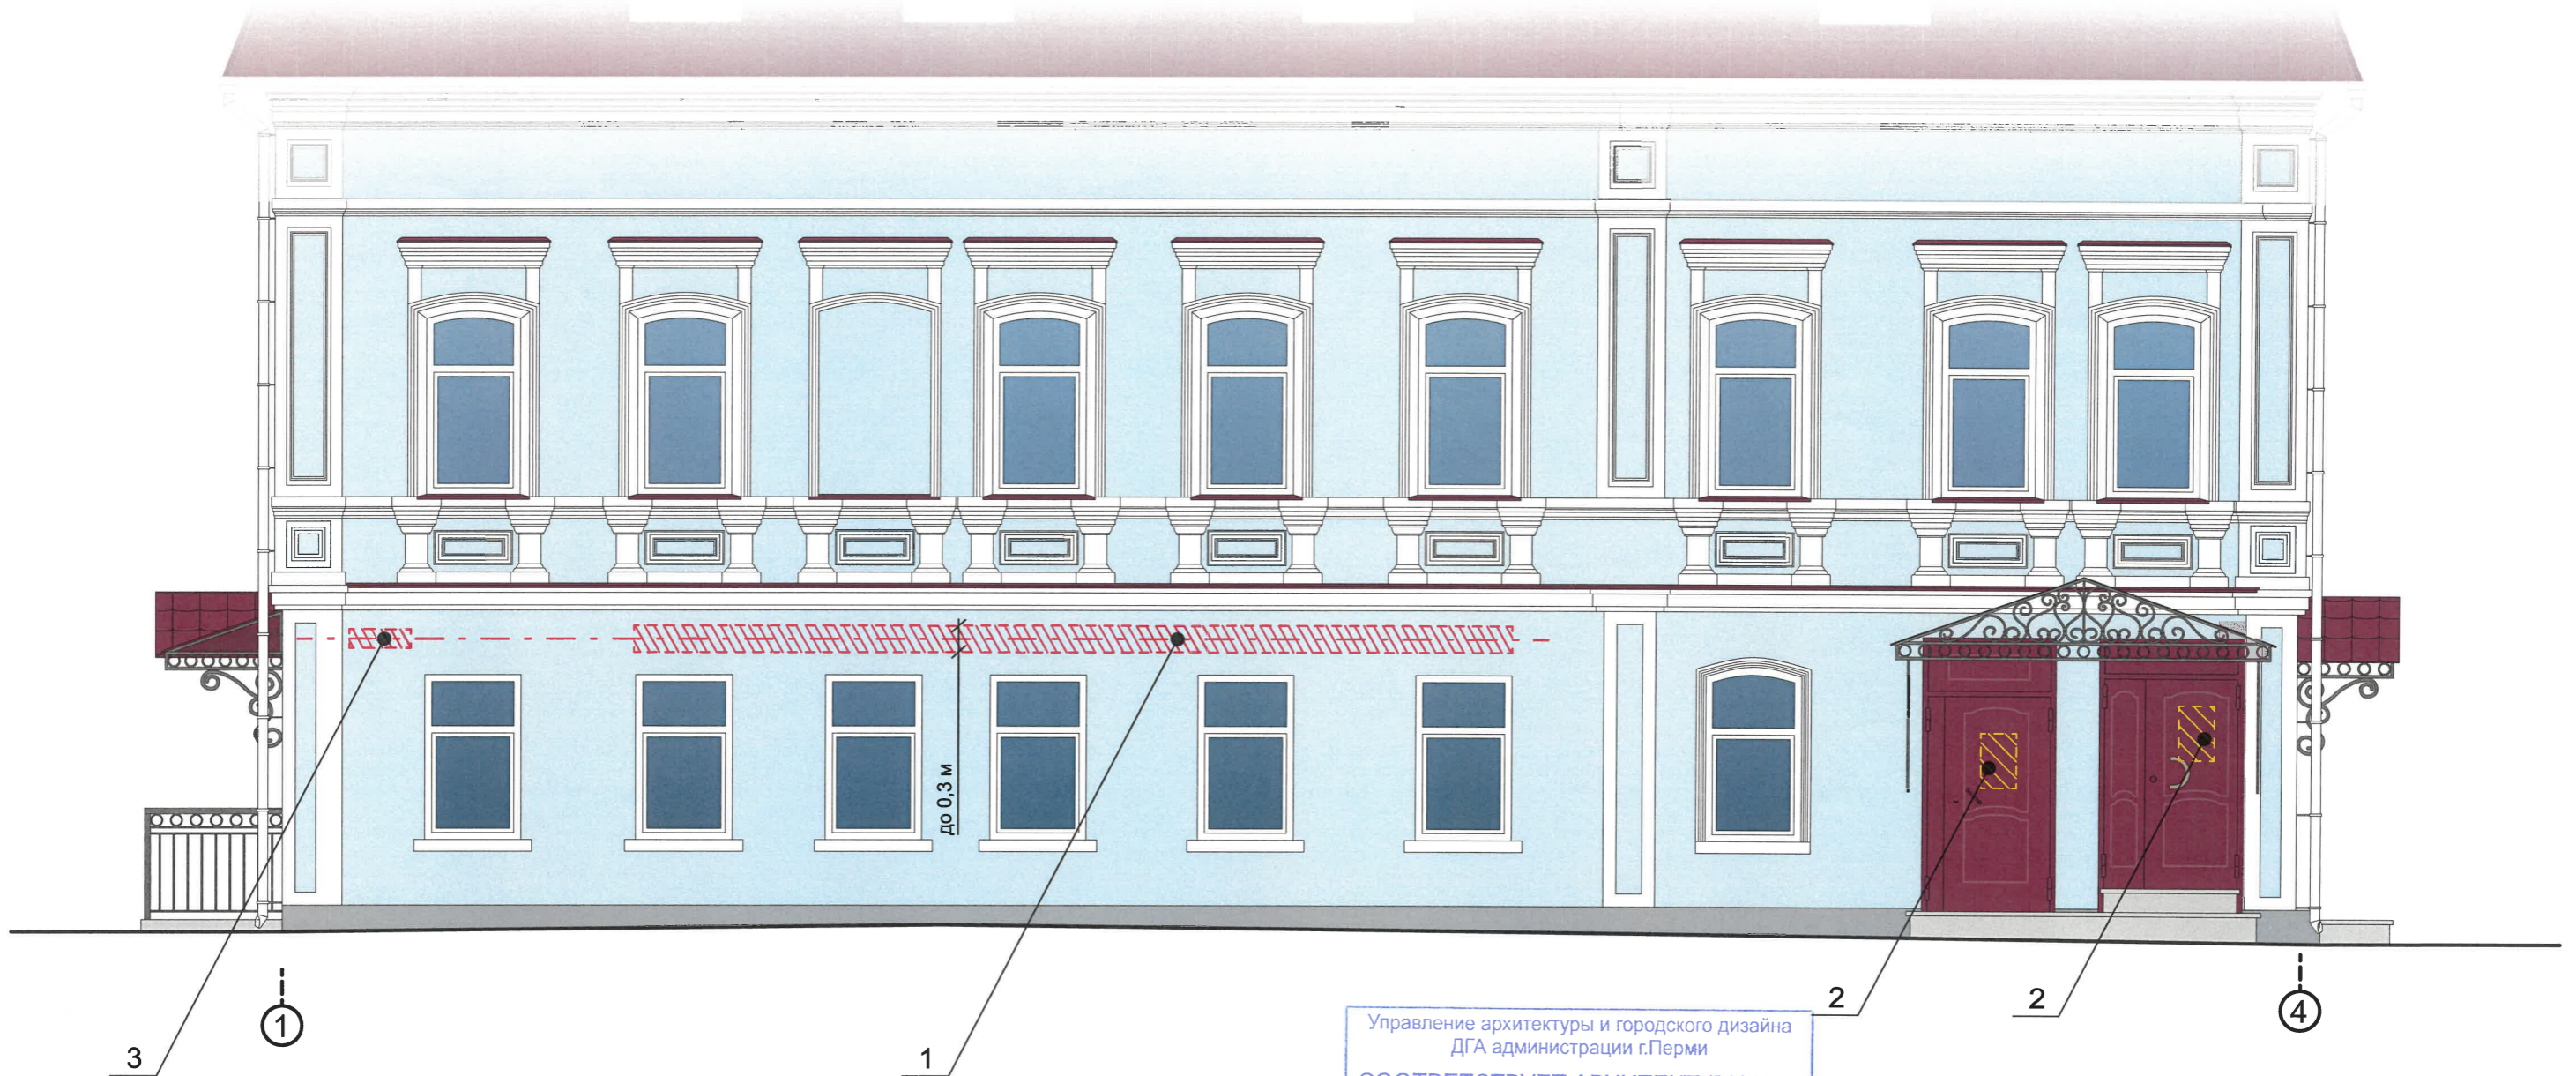 до 0,3 м
1
4
2
2
3
1
Управление архитектуры и городского дизайна
ДГА администрации г.Перми